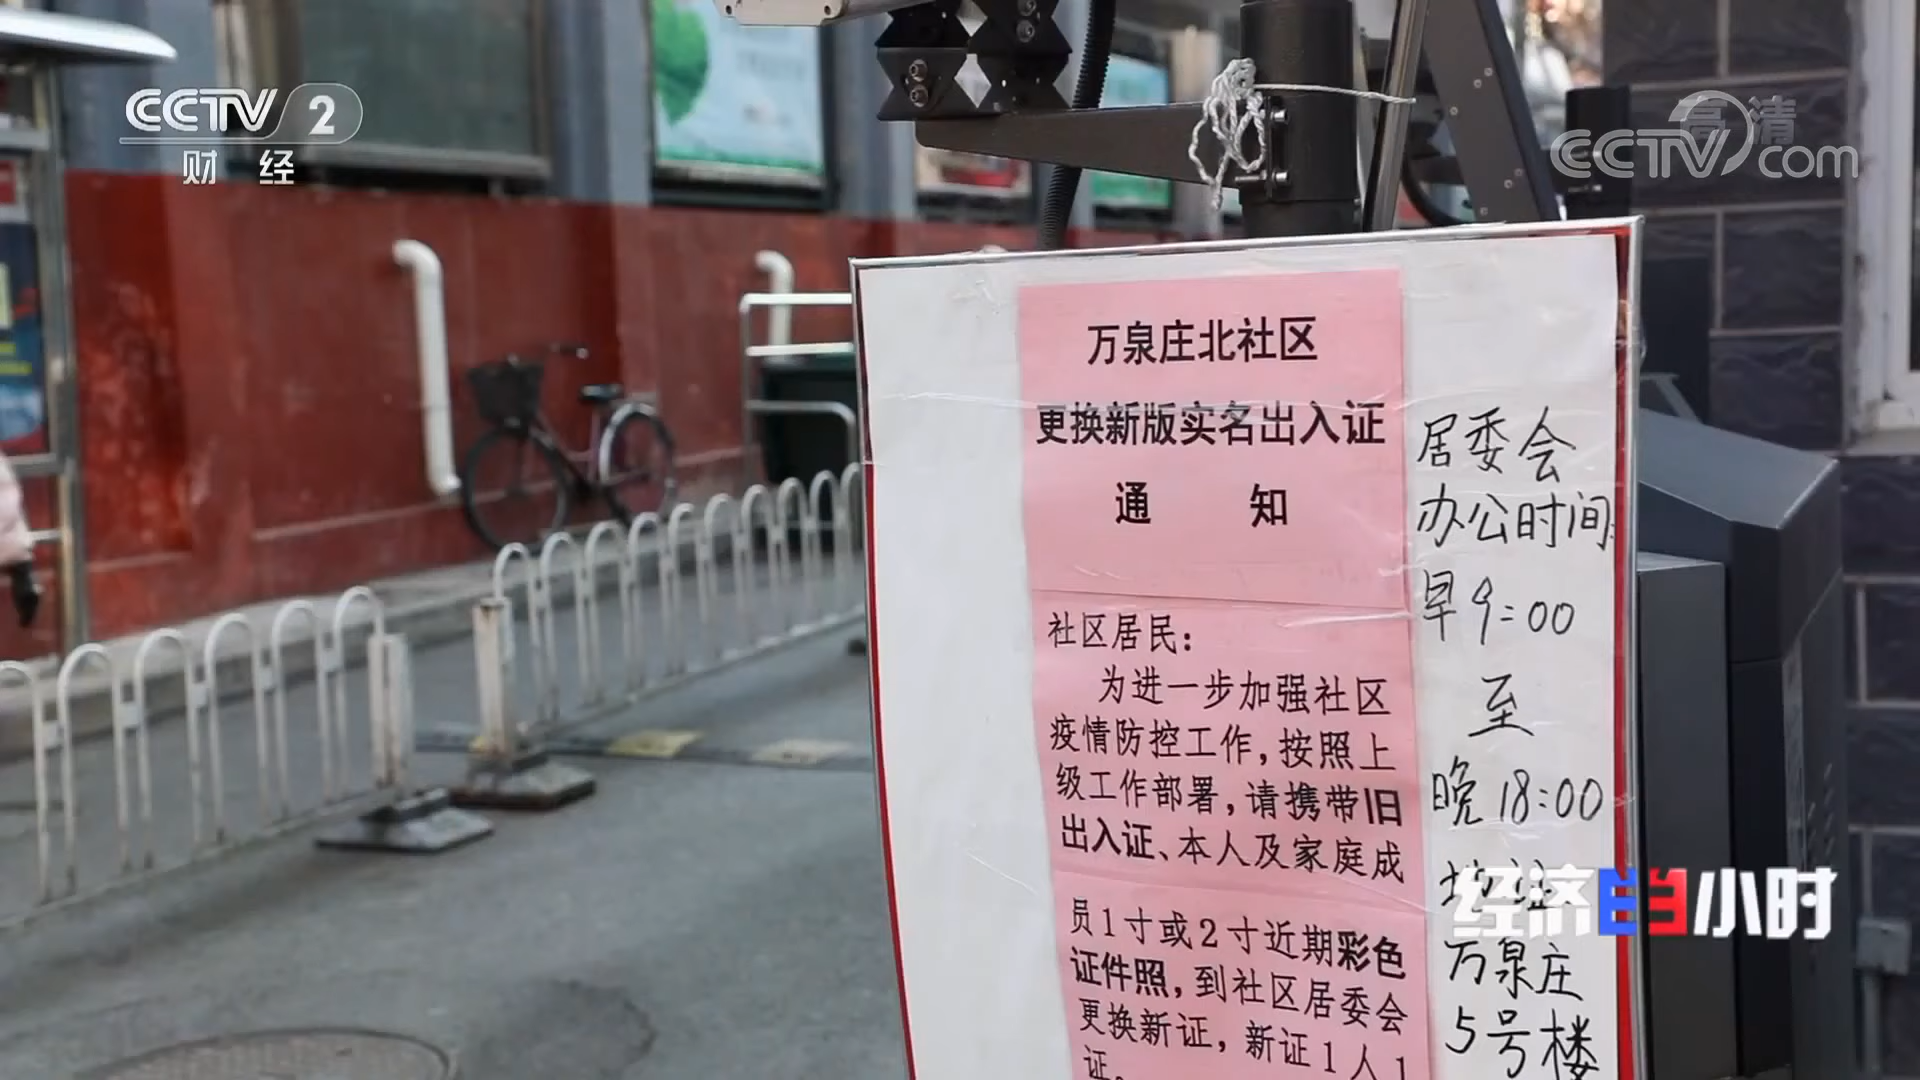 CCTV 2
财 经
高清
CCTV.com
万泉庄北社区
更换新版实名出入证
通 知
社区居民：
为进一步加强社区
疫情防控工作，按照上
级工作部署，请携带旧
出入证、本人及家庭成
员1寸或2寸近期彩色
证件照，到社区居委会
更换新证，新证1人1
证。
居委会
办公时间：
早9:00
至
晚18:00
地址
万泉庄
5号楼
经济半小时